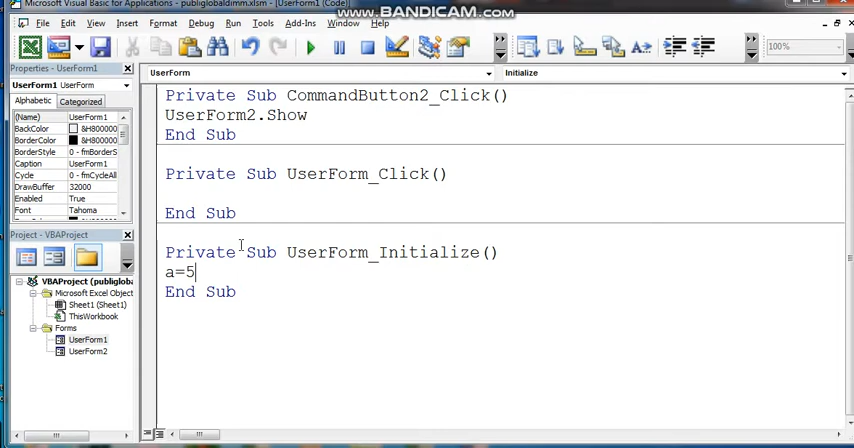 Microsoft Visual Basic for Applications - publiglobaldimm.xlsm - [UserForm1 (Code)]
www.BANDICAM.com
File Edit View Insert Format Debug Run Tools Add-Ins Window Help
100%
Properties - UserForm1
UserForm1 UserForm
Alphabetic Categorized
(Name) UserForm1
BackColor &H800000
BorderColor &H800000
BorderStyle 0 - fmBorderS
Caption UserForm1
Cycle 0 - fmCycleAl
DrawBuffer 32000
Enabled True
Font Tahoma
Project - VBAProject
VBAProject (publiglo
Microsoft Excel Object
Sheet1 (Sheet1)
ThisWorkbook
Forms
UserForm1
UserForm2
UserForm Initialize
Private Sub CommandButton2_Click()
UserForm2.Show
End Sub
Private Sub UserForm_Click()
End Sub
Private Sub UserForm_Initialize()
a=5
End Sub